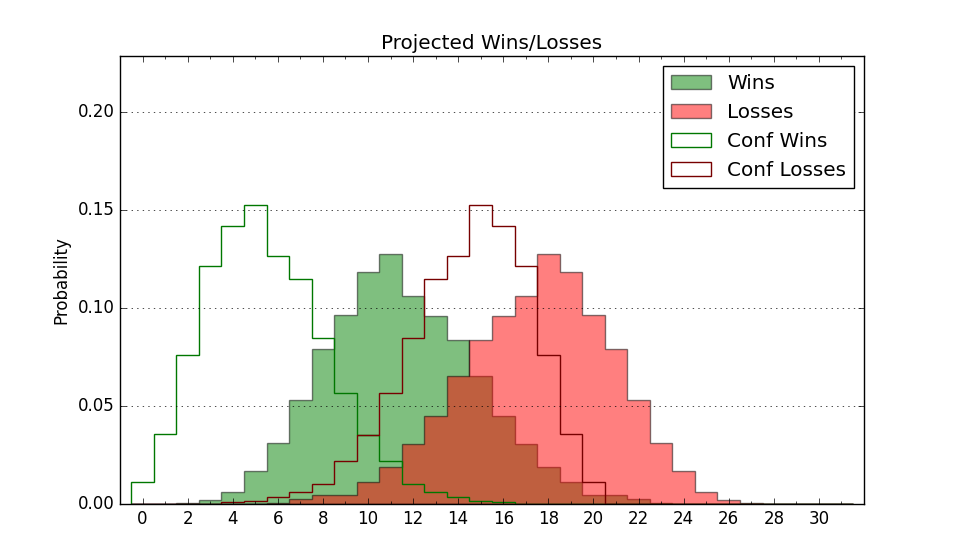 Projected Wins/Losses
Wins
Losses
Conf Wins
Conf Losses
Probability
0.20
0.15
0.10
0.05
0.00
0 2 4 6 8 10 12 14 16 18 20 22 24 26 28 30